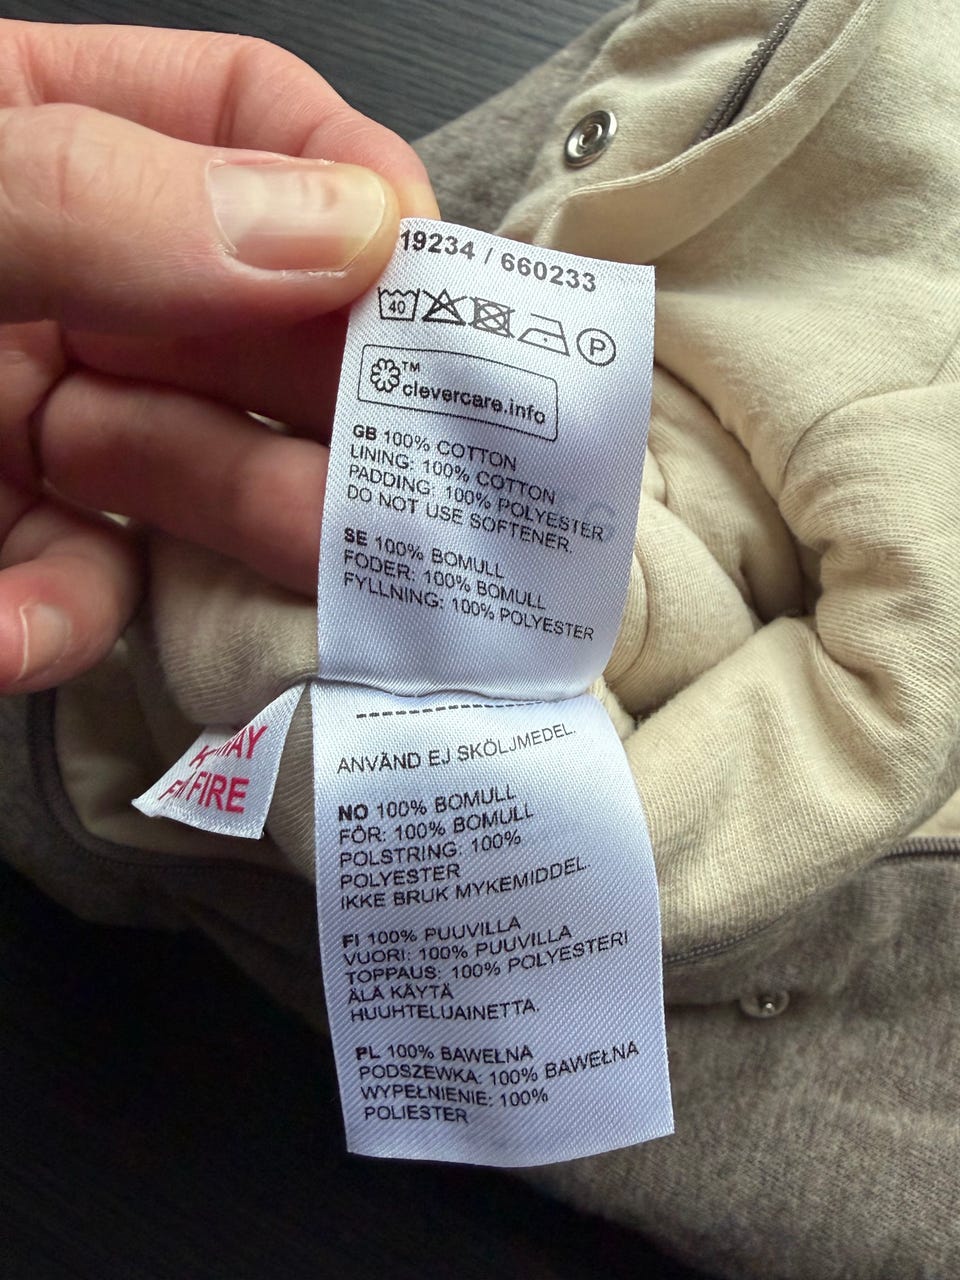 19234 / 660233
40
P
™
clevercare.info
GB 100% COTTON
LINING: 100% COTTON
PADDING: 100% POLYESTER
DO NOT USE SOFTENER.
SE 100% BOMULL
FODER: 100% BOMULL
FYLLNING: 100% POLYESTER
ANVÄND EJ SKÖLJMEDEL.
NO 100% BOMULL
FÖR: 100% BOMULL
POLSTRING: 100%
POLYESTER
IKKE BRUK MYKEMIDDEL.
FI 100% PUUVILLA
VUORI: 100% PUUVILLA
TOPPAUS: 100% POLYESTERI
ÄLÄ KÄYTÄ
HUUHTELUAINETTA.
PL 100% BAWEŁNA
PODSZEWKA: 100% BAWEŁNA
WYPEŁNIENIE: 100%
POLIESTER
FIRE